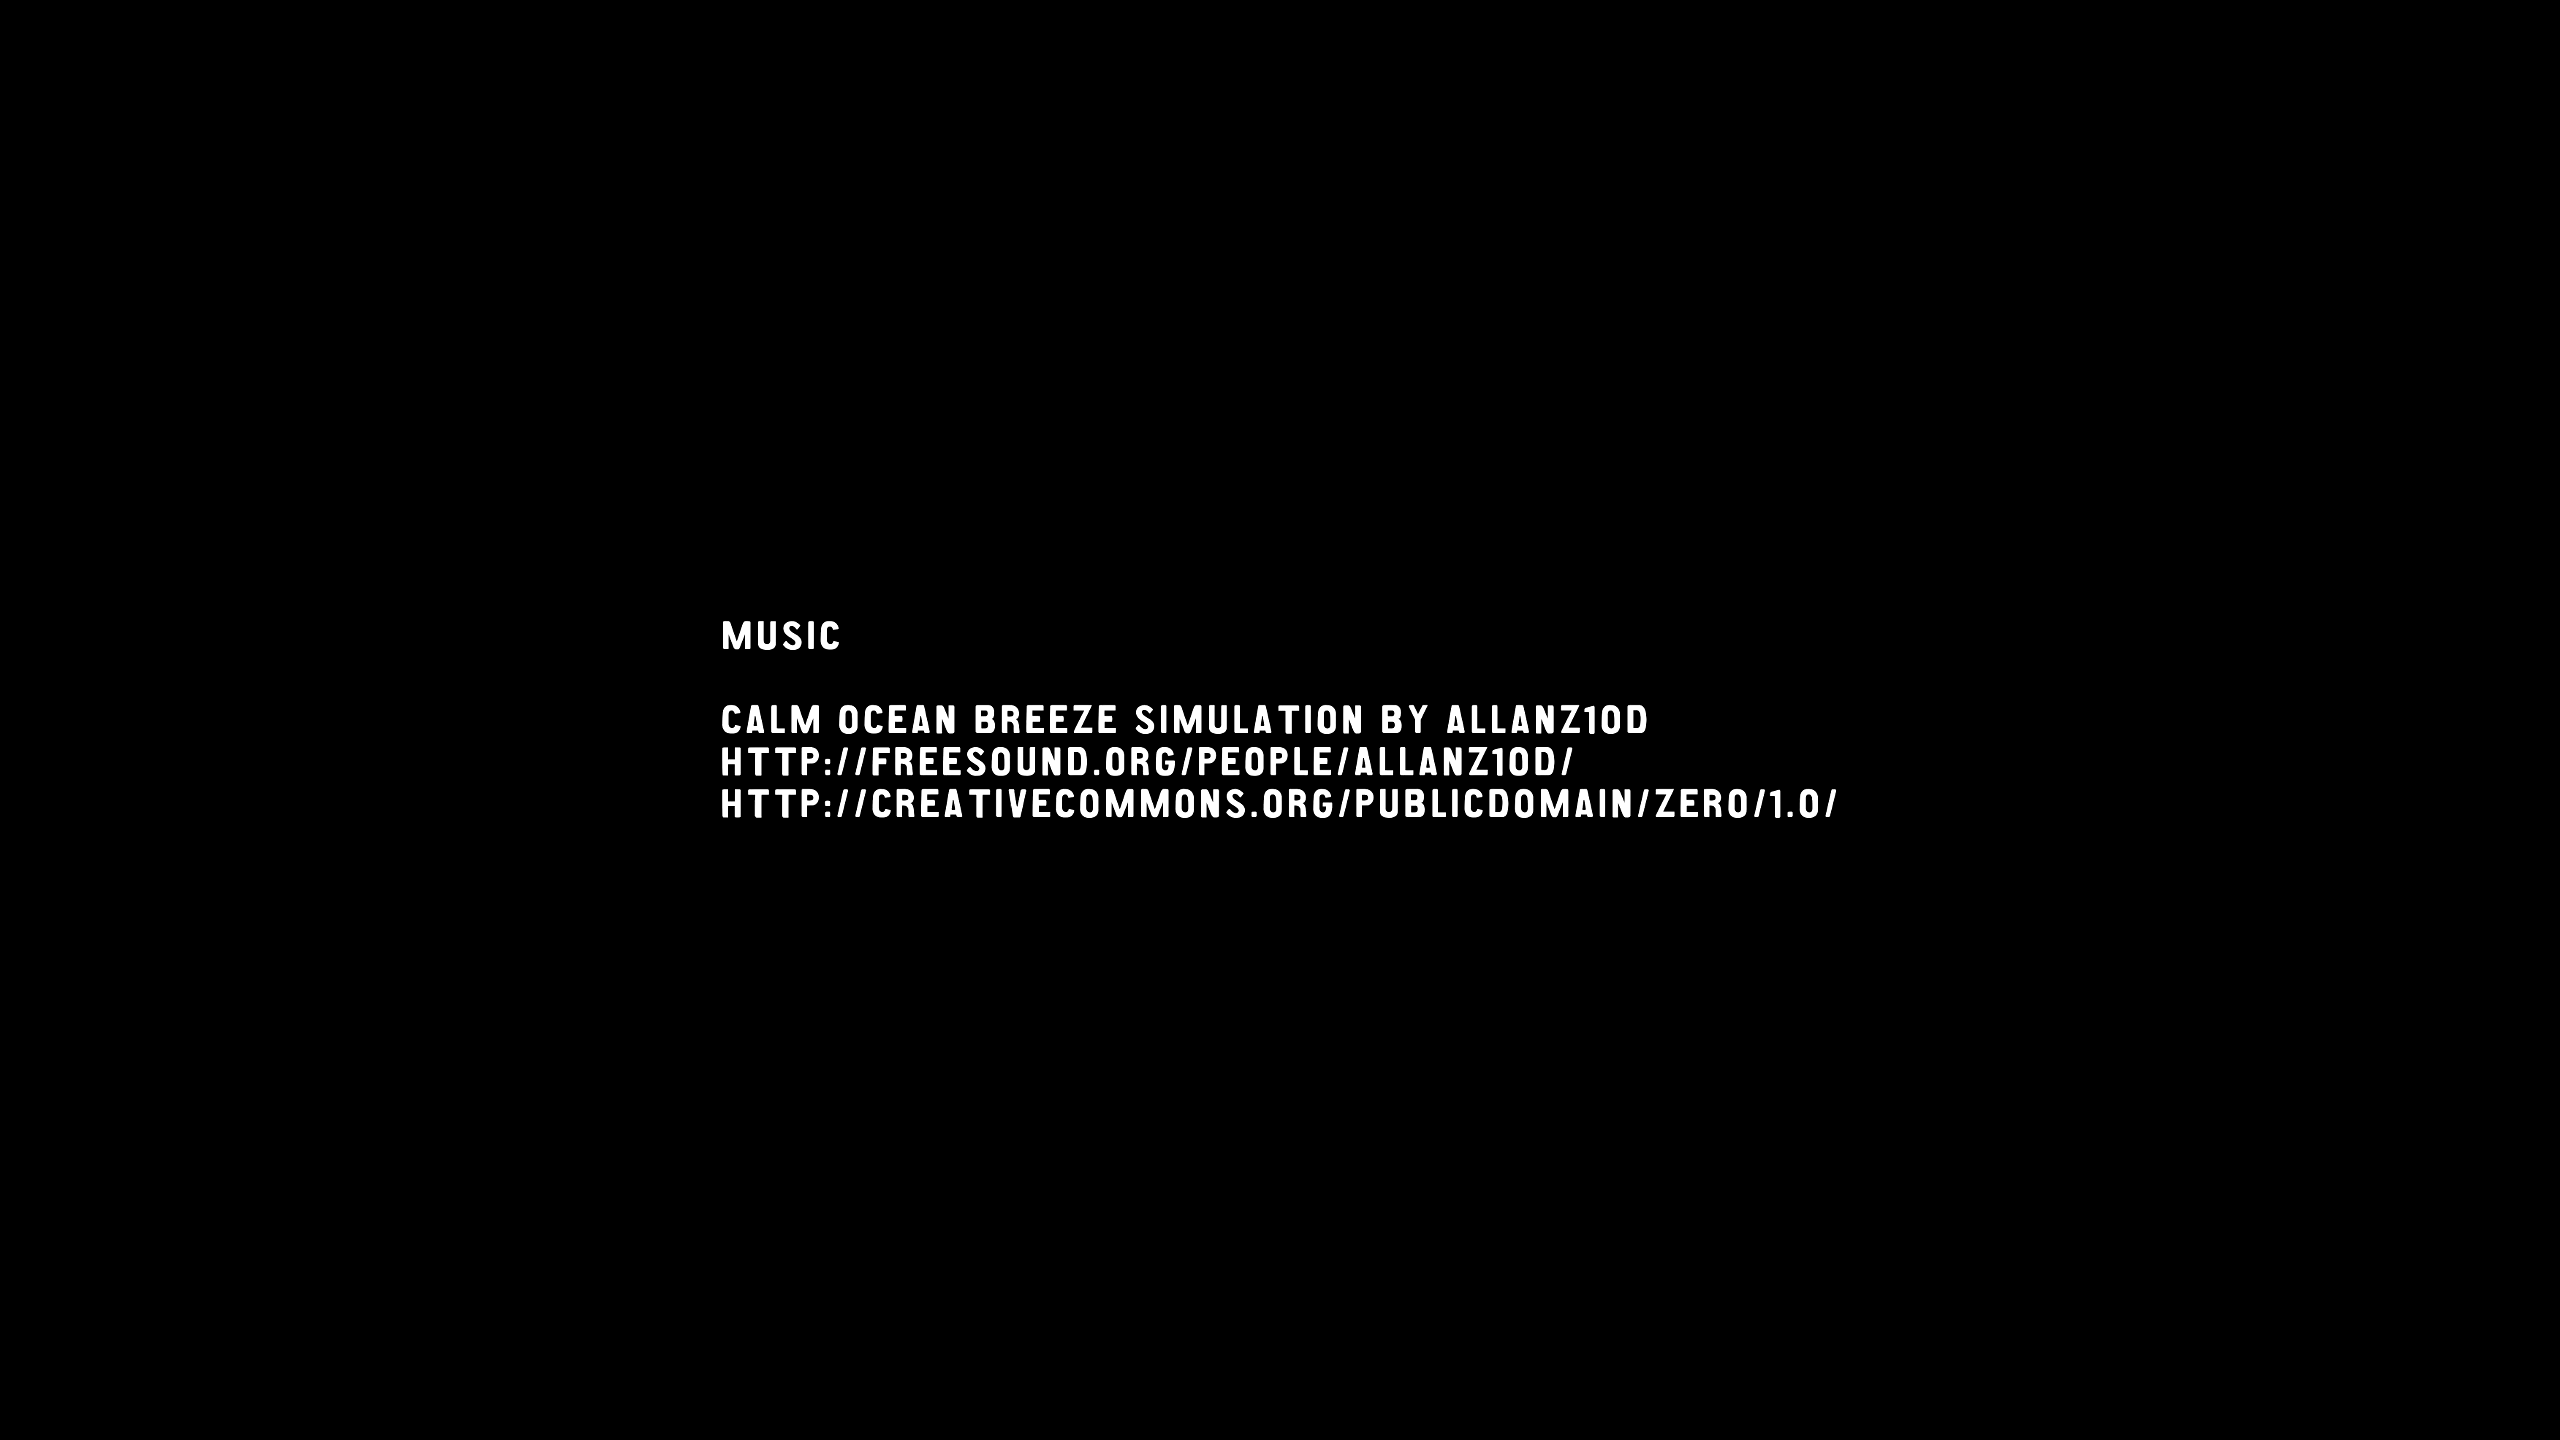 MUSIC
CALM OCEAN BREEZE SIMULATION BY ALLANZ10D
HTTP://FREESOUND.ORG/PEOPLE/ALLANZ10D/
HTTP://CREATIVECOMMONS.ORG/PUBLICDOMAIN/ZERO/1.0/